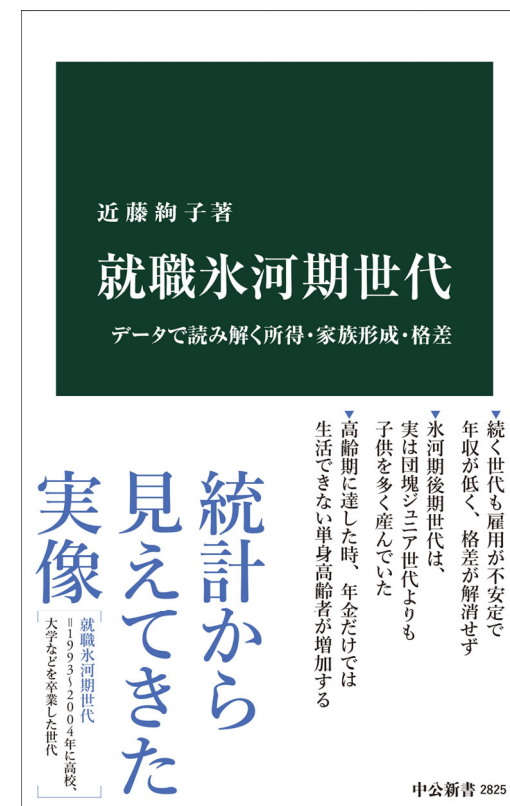 近藤絢子著
就職氷河期世代
データで読み解く所得・家族形成・格差
▼続く世代も雇用が不安定で
年収が低く、格差が解消せず
▼氷河期後期世代は、
実は団塊ジュニア世代よりも
子供を多く産んでいた
▼高齢期に達した時、年金だけでは
生活できない単身高齢者が増加する
統計から
見えてきた
実像
就職氷河期世代
=1993〜2004年に高校、
大学などを卒業した世代
中公新書 2825